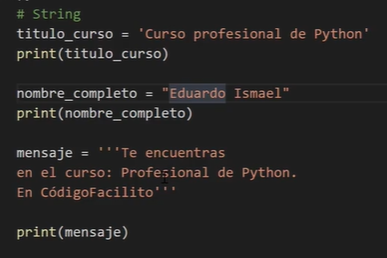 # String
titulo_curso = 'Curso profesional de Python'
print(titulo_curso)
nombre_completo = "Eduardo Ismael"
print(nombre_completo)
mensaje = '''Te encuentras
en el curso: Profesional de Python.
En CódigoFacilito'''
print(mensaje)